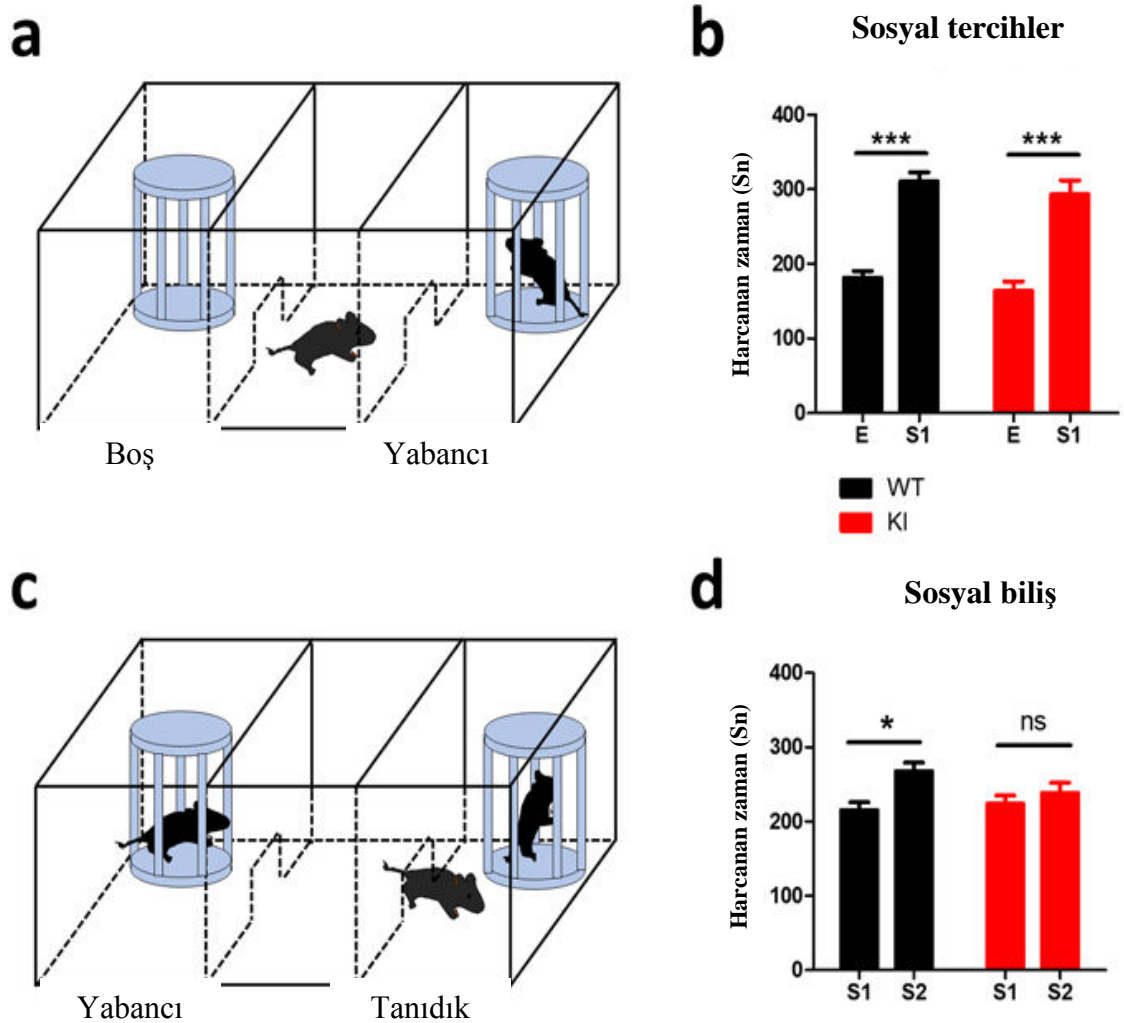 a
Boş
Yabancı
b
Sosyal tercihler
Harcanan zaman (Sn)
400
300
200
100
0
***
***
E
S1
E
S1
WT
KI
c
Yabancı
Tanıdık
d
Sosyal biliş
Harcanan zaman (Sn)
400
300
200
100
0
*
ns
S1
S2
S1
S2